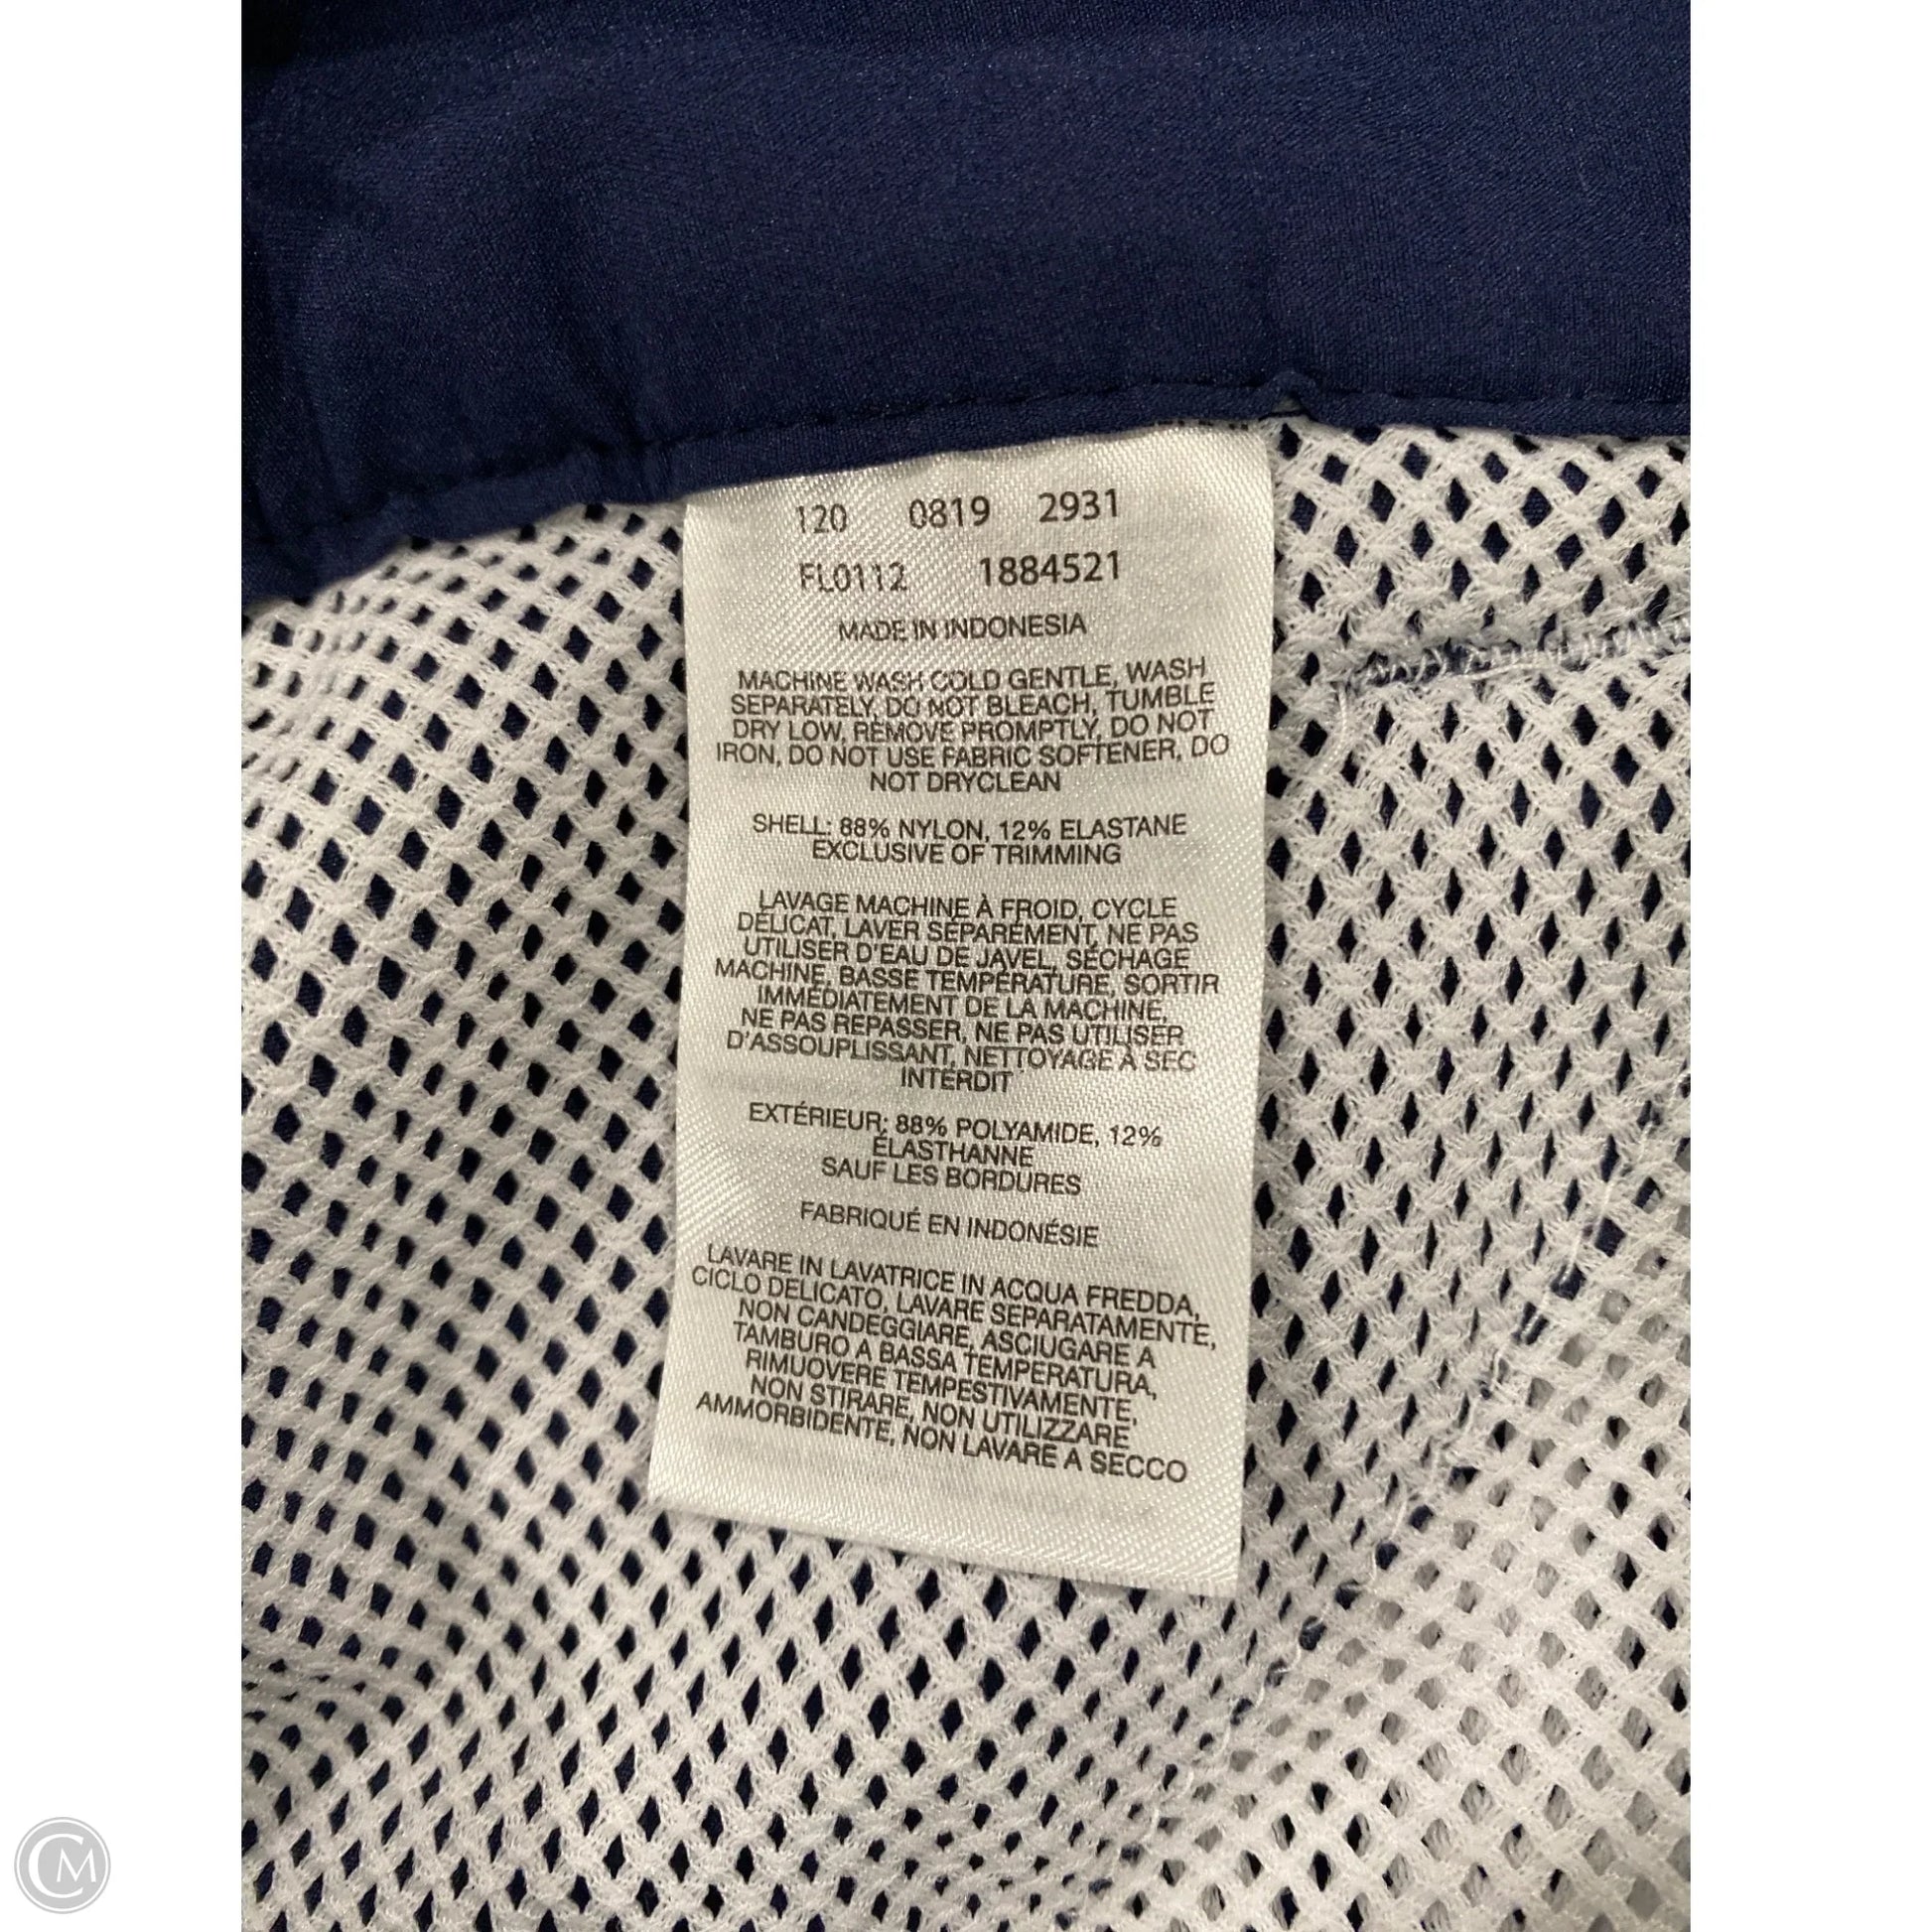 120 0819 2931
FL0112 1884521
MADE IN INDONESIA
MACHINE WASH COLD GENTLE, WASH
SEPARATELY, DO NOT BLEACH, TUMBLE
DRY LOW, REMOVE PROMPTLY, DO NOT
IRON, DO NOT USE FABRIC SOFTENER, DO
NOT DRYCLEAN
SHELL: 88% NYLON, 12% ELASTANE
EXCLUSIVE OF TRIMMING
LAVAGE MACHINE À FROID, CYCLE
DÉLICAT, LAVER SÉPARÉMENT, NE PAS
UTILISER D'EAU DE JAVEL, SÉCHAGE
MACHINE, BASSE TEMPÉRATURE, SORTIR
IMMÉDIATEMENT DE LA MACHINE,
NE PAS REPASSER, NE PAS UTILISER
D'ASSOUPLISSANT, NETTOYAGE À SEC
INTERDIT
EXTÉRIEUR: 88% POLYAMIDE, 12%
ÉLASTHANNE
SAUF LES BORDURES
FABRIQUÉ EN INDONÉSIE
LAVARE IN LAVATRICE IN ACQUA FREDDA,
CICLO DELICATO, LAVARE SEPARATAMENTE,
NON CANDEGGIARE, ASCIUGARE A
TAMBURO A BASSA TEMPERATURA,
RIMUOVERE TEMPESTIVAMENTE,
NON STIRARE, NON UTILIZZARE
AMMORBIDENTE, NON LAVARE A SECCO
CM